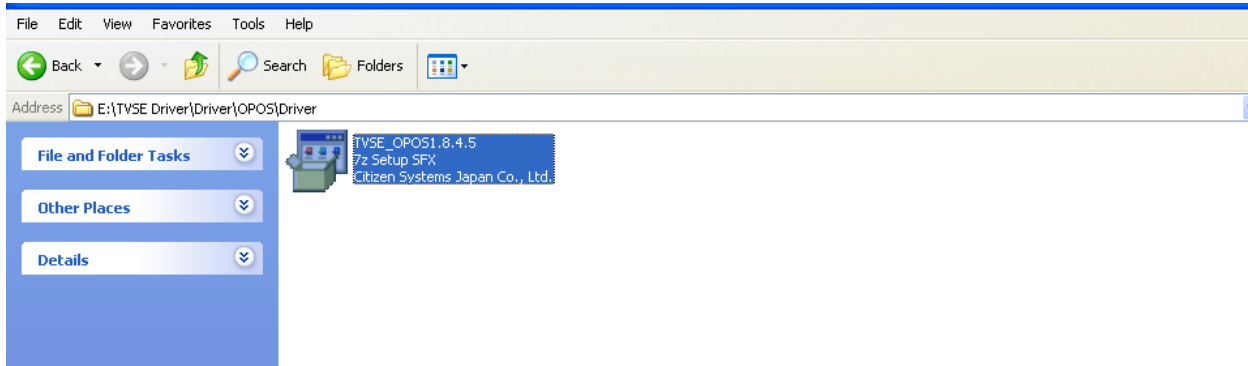 File Edit View Favorites Tools Help
Back Search Folders
Address E:\TVSE Driver\Driver\OPOS\Driver
File and Folder Tasks
Other Places
Details
TVSE_OPOS1.8.4.5
7z Setup SFX
Citizen Systems Japan Co., Ltd.